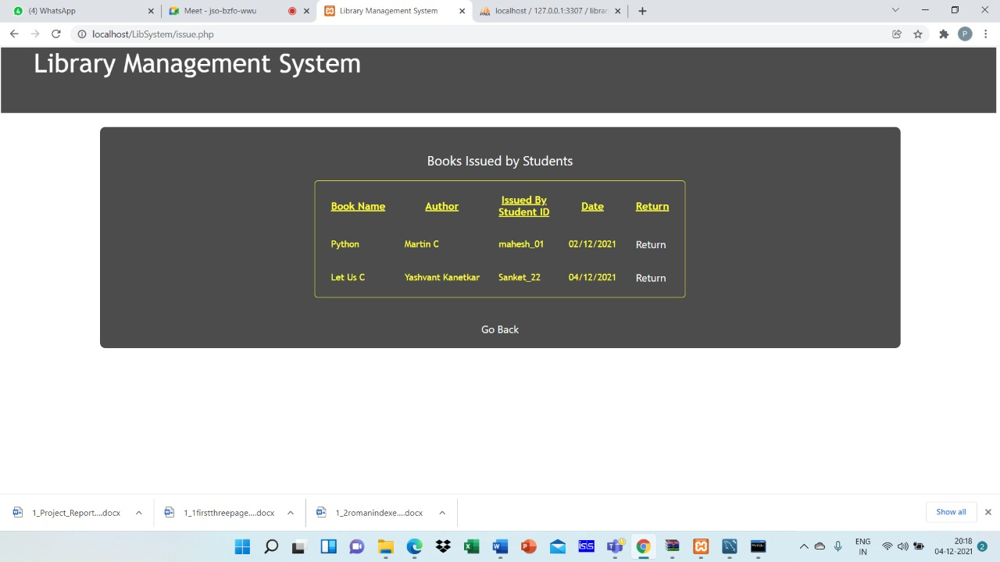 (4) WhatsApp
Meet - jso-bzfo-wwu
Library Management System
localhost / 127.0.0.1:3307 / librar
localhost/LibSystem/issue.php
P
Library Management System
Books Issued by Students
Book Name Author Issued By Student ID Date Return
Python Martin C mahesh_01 02/12/2021 Return
Let Us C Yashvant Kanetkar Sanket_22 04/12/2021 Return
Go Back
1_Project_Report....docx
1_1firstthreepage....docx
1_2romanindexe....docx
Show all
ENG
IN
20:18
04-12-2021
2